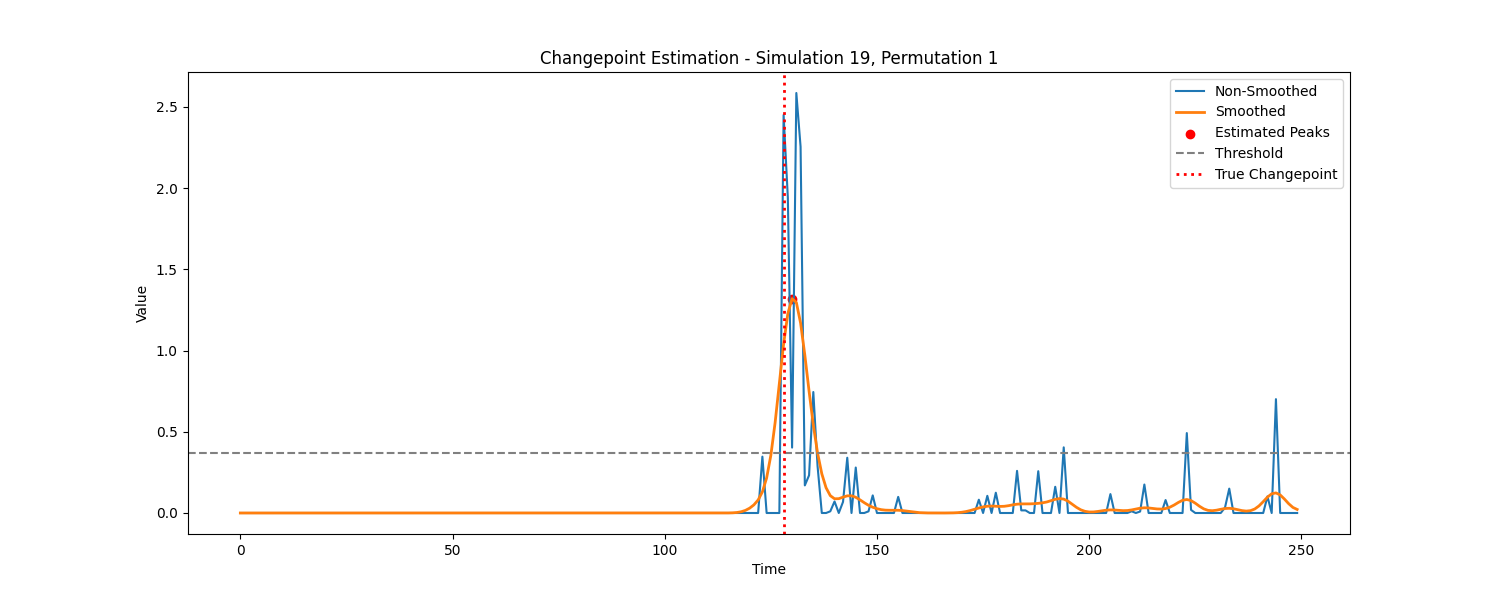 Changepoint Estimation - Simulation 19, Permutation 1
Non-Smoothed
Smoothed
Estimated Peaks
Threshold
True Changepoint
Value
2.5
2.0
1.5
1.0
0.5
0.0
0 50 100 150 200 250
Time